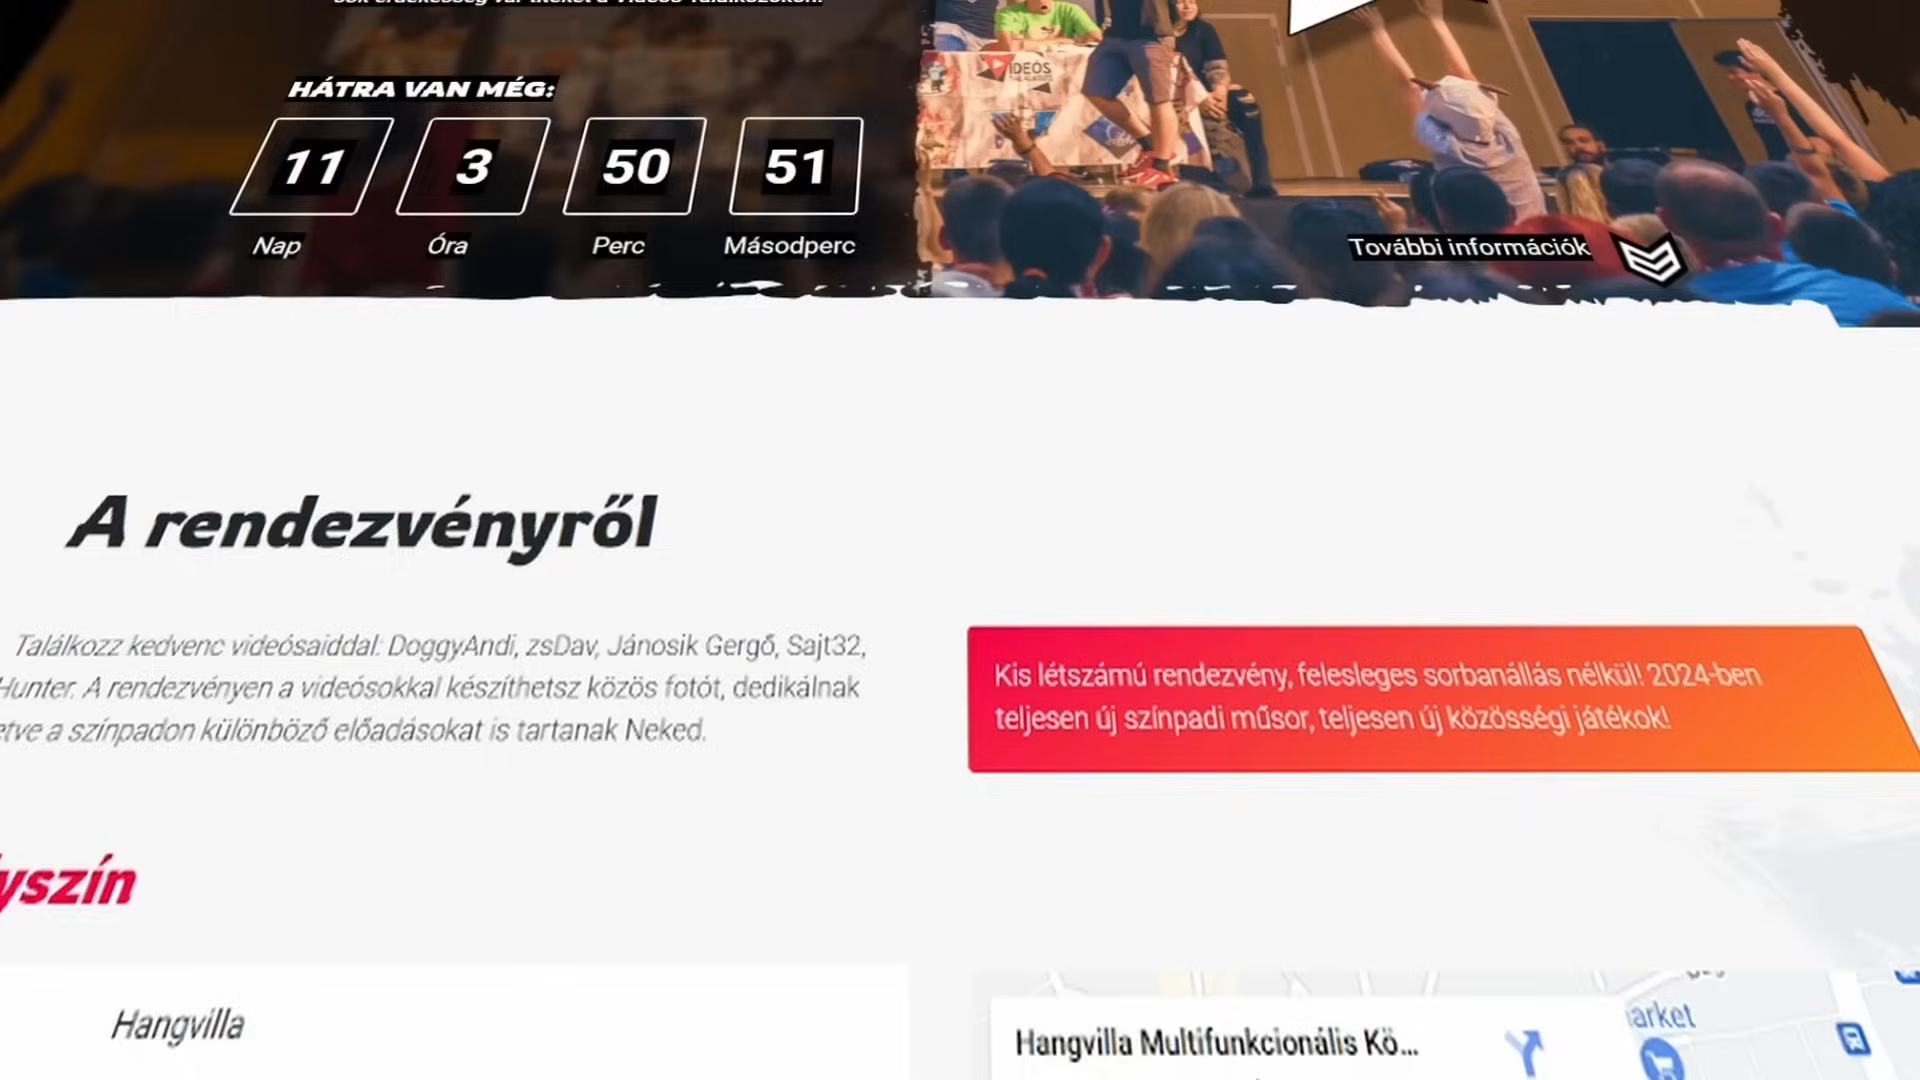 HÁTRA VAN MÉG:
11 3 50 51
Nap Óra Perc Másodperc
IDEÓS
További információk
A rendezvényről
Találkozz kedvenc videósaiddal: DoggyAndi, zsDav, Jánosik Gergő, Sajt32,
Hunter. A rendezvényen a videósokkal készíthetsz közös fotót, dedikálnak
a színpadon különböző előadásokat is tartanak Neked.
Kis létszámú rendezvény, felesleges sorbanállás nélkül! 2024-ben
teljesen új színpadi műsor, teljesen új közösségi játékok!
yszín
Hangvilla
Hangvilla Multifunkcionális Kö...
arket